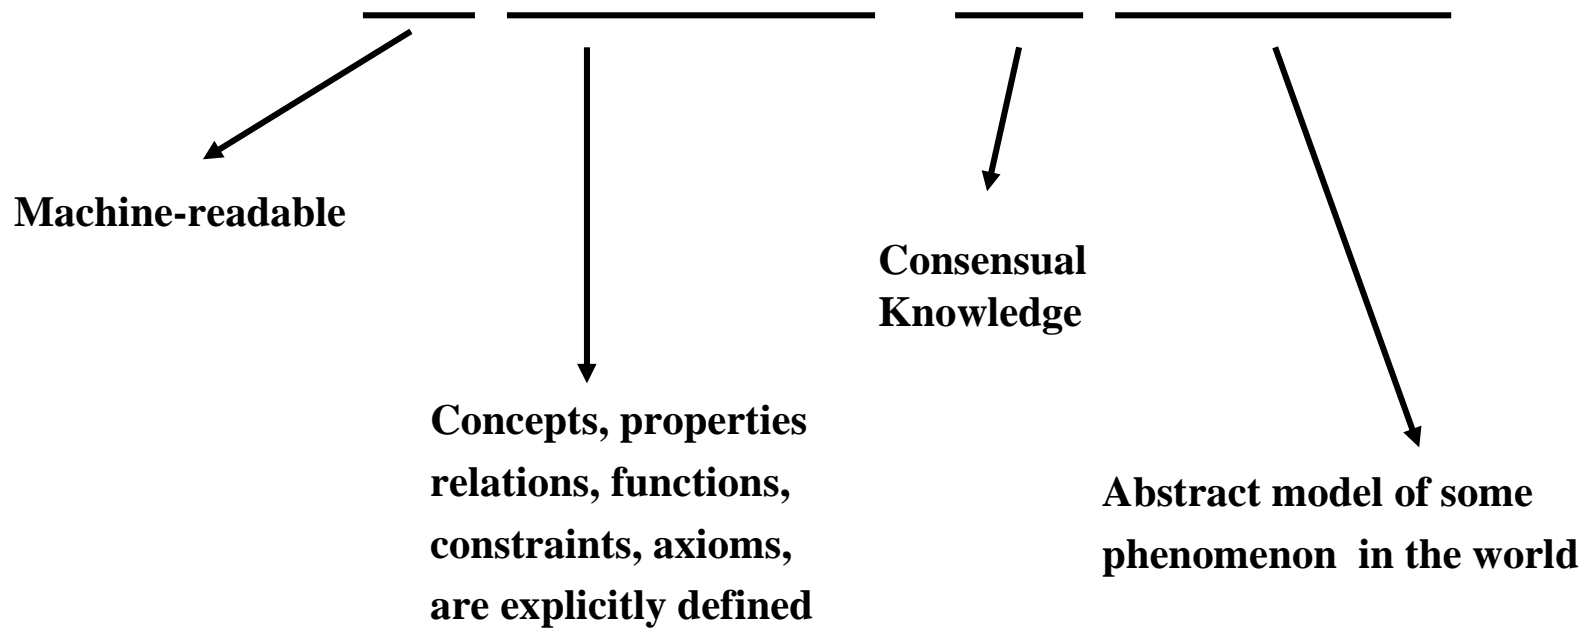 Machine-readable
Consensual
Knowledge
Concepts, properties
relations, functions,
constraints, axioms,
are explicitly defined
Abstract model of some
phenomenon in the world